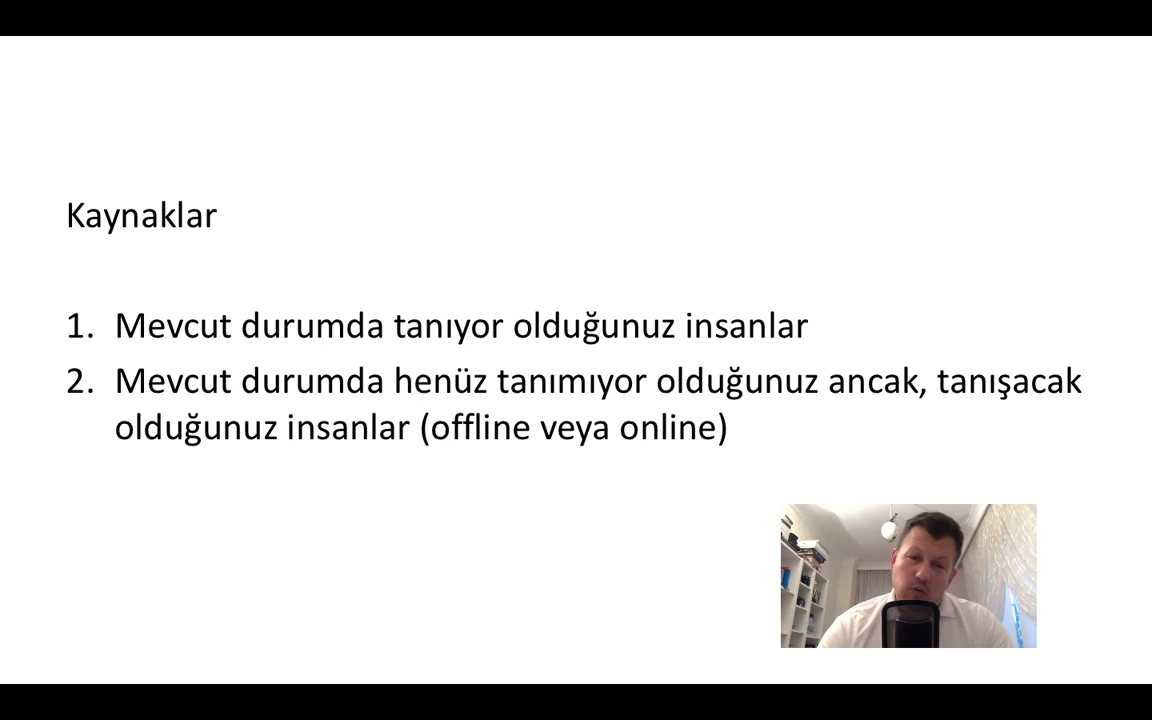 Kaynaklar
1. Mevcut durumda tanıyor olduğunuz insanlar
2. Mevcut durumda henüz tanımıyor olduğunuz ancak, tanışacak
olduğunuz insanlar (offline veya online)